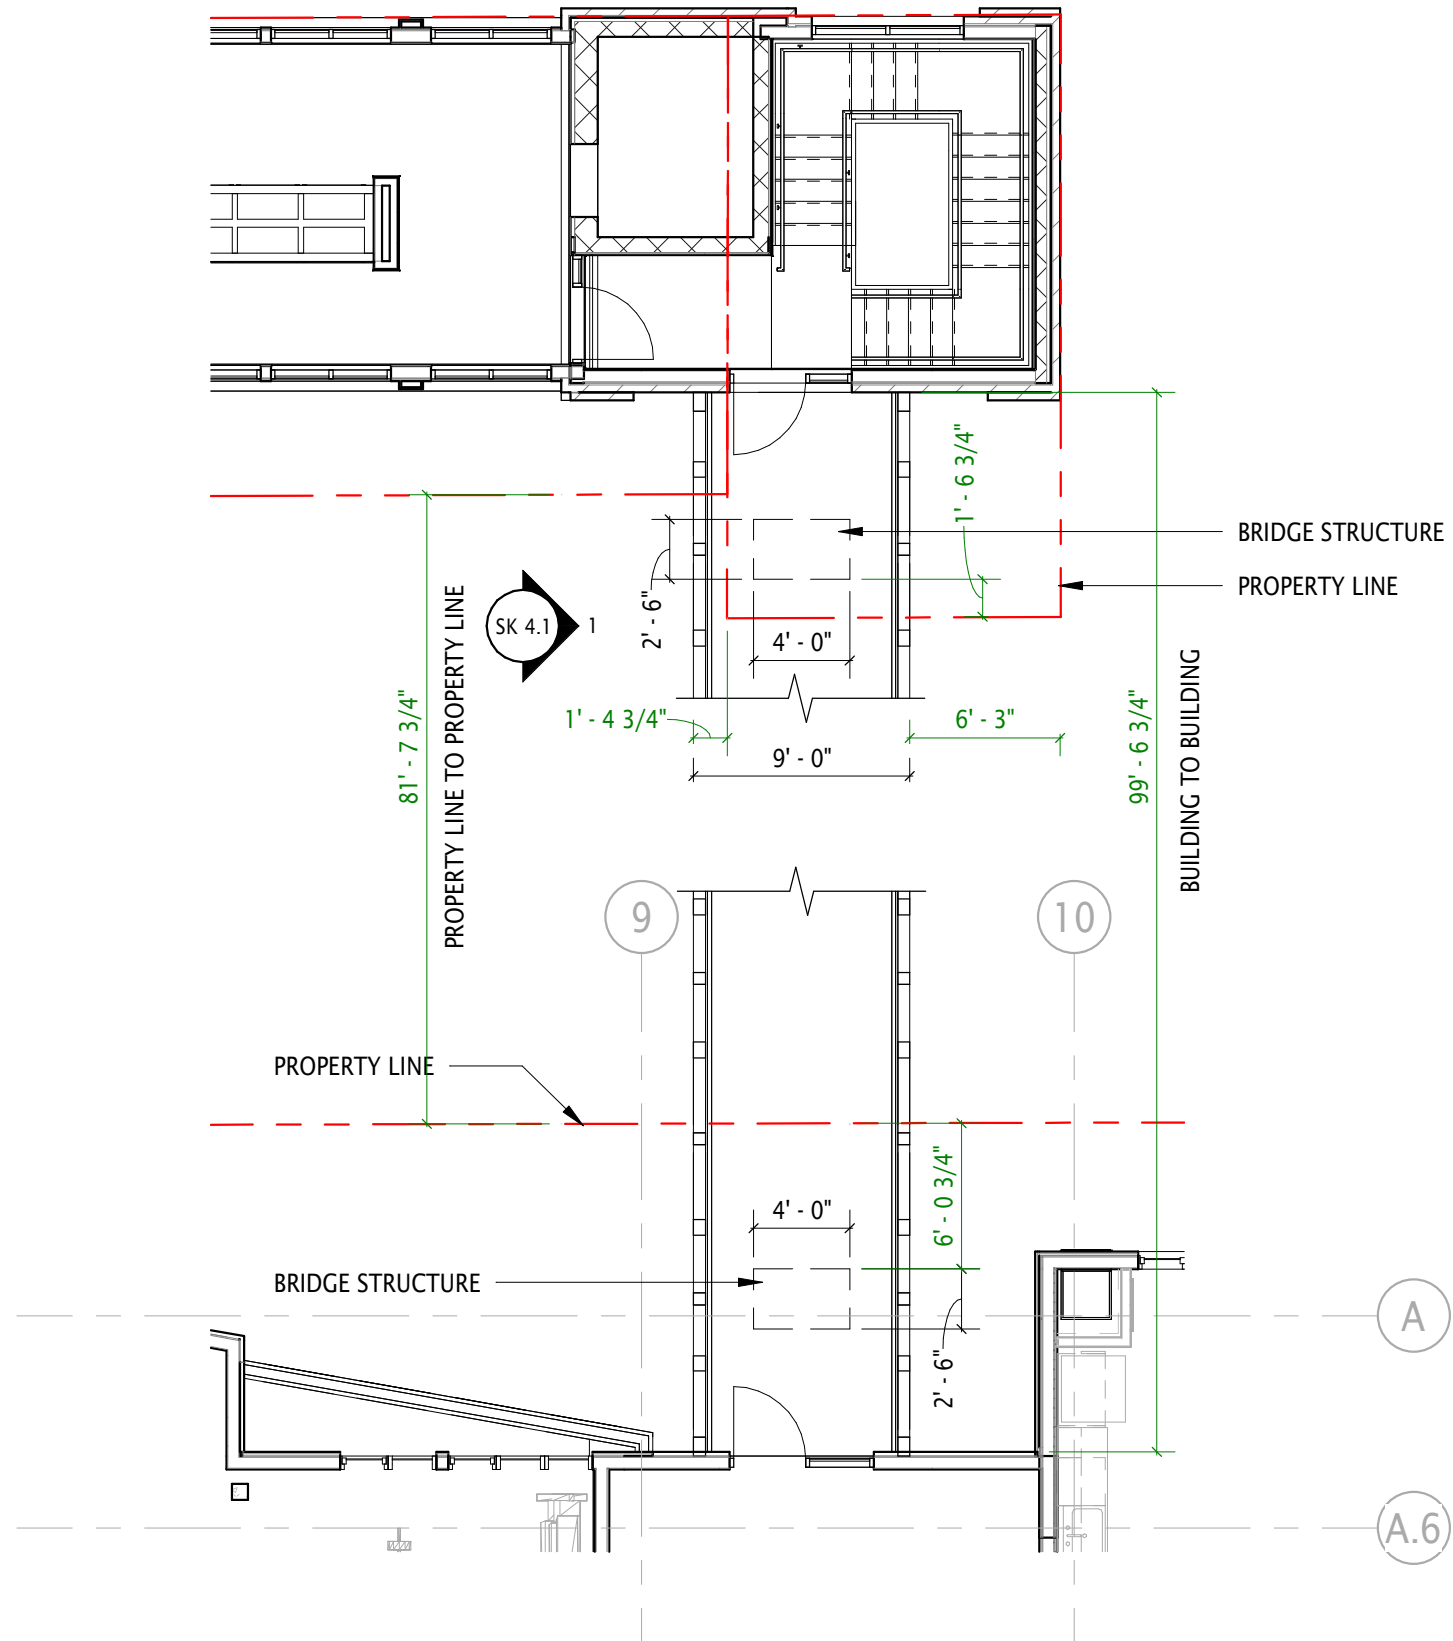 1' - 6 3/4"
BRIDGE STRUCTURE
PROPERTY LINE
2' - 6"
SK 4.1
1
4' - 0"
1' - 4 3/4"
6' - 3"
9' - 0"
81' - 7 3/4"
PROPERTY LINE TO PROPERTY LINE
99' - 6 3/4"
BUILDING TO BUILDING
9
10
PROPERTY LINE
6' - 0 3/4"
4' - 0"
BRIDGE STRUCTURE
A
2' - 6"
A.6